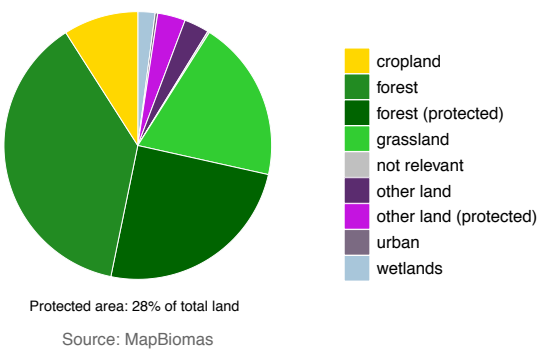 cropland
forest
forest (protected)
grassland
not relevant
other land
other land (protected)
urban
wetlands
Protected area: 28% of total land
Source: MapBiomas